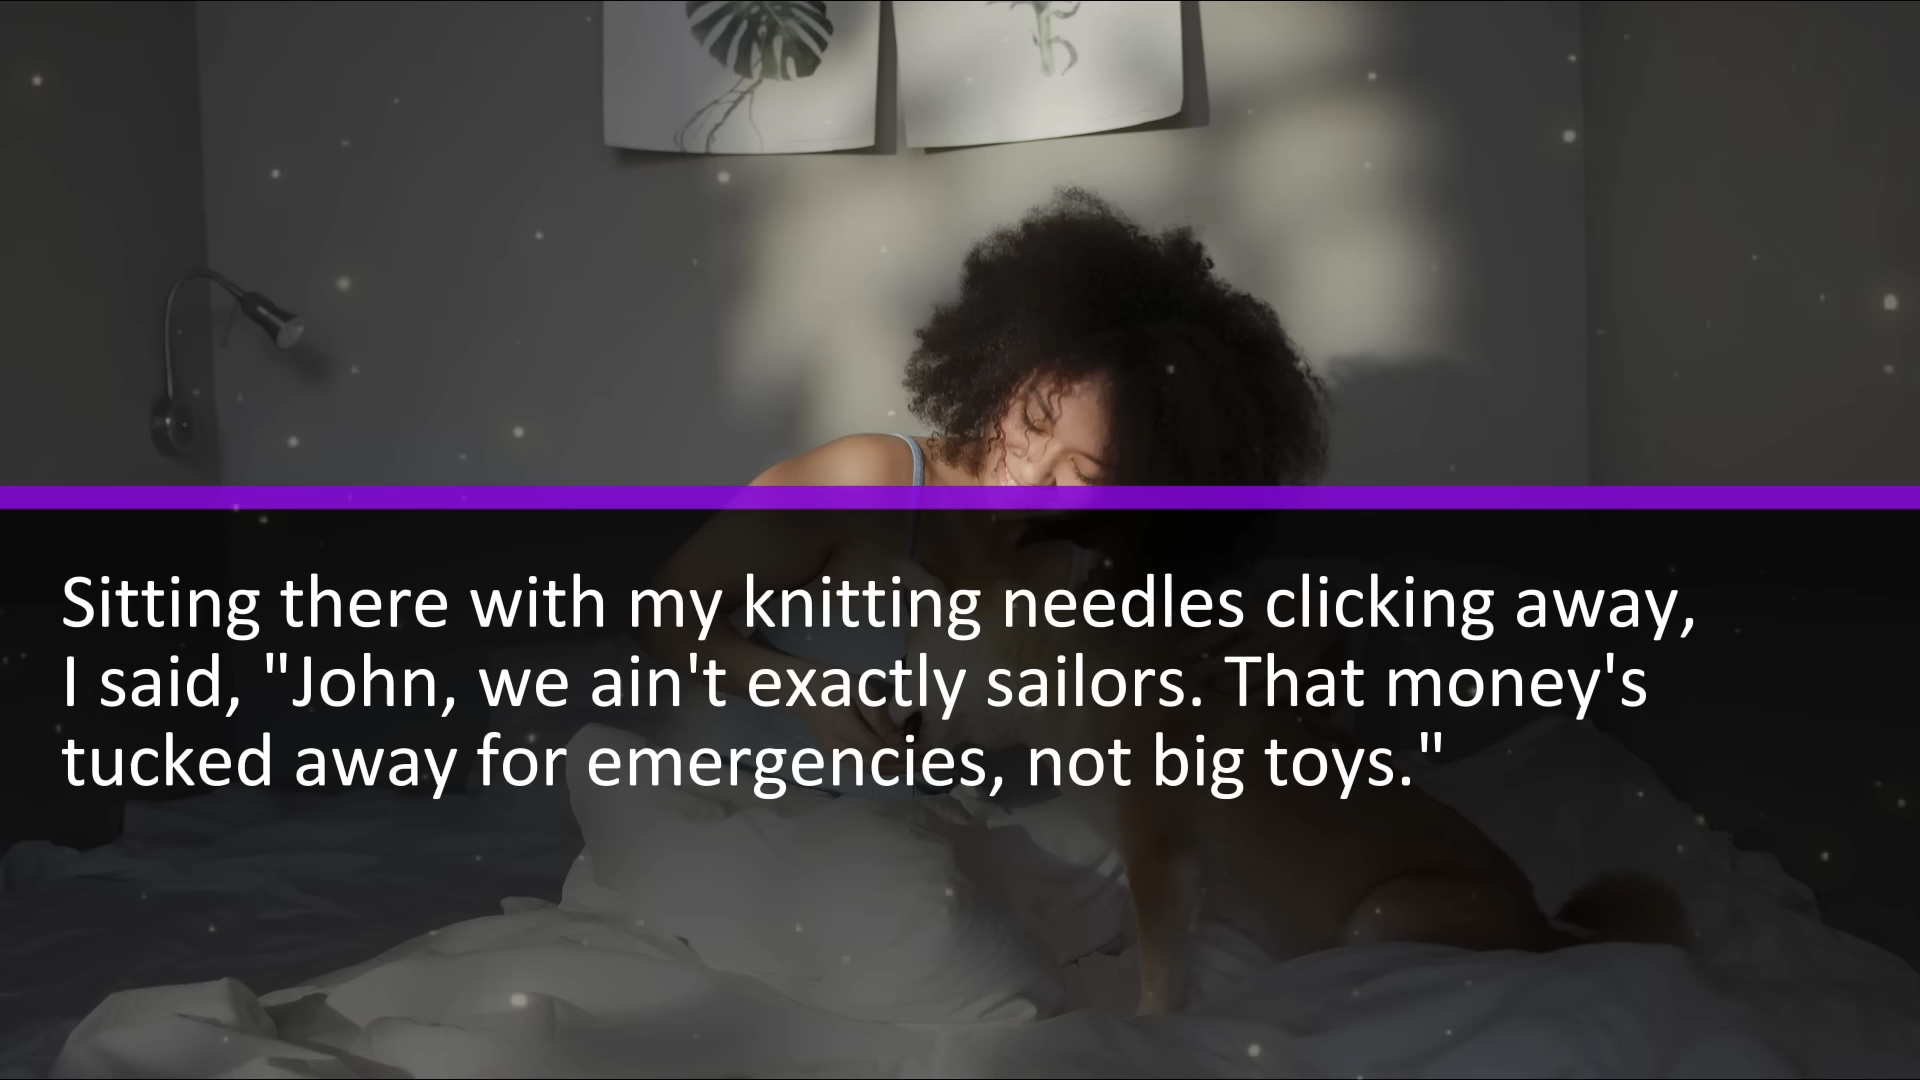 Sitting there with my knitting needles clicking away,
I said, "John, we ain't exactly sailors. That money's
tucked away for emergencies, not big toys."